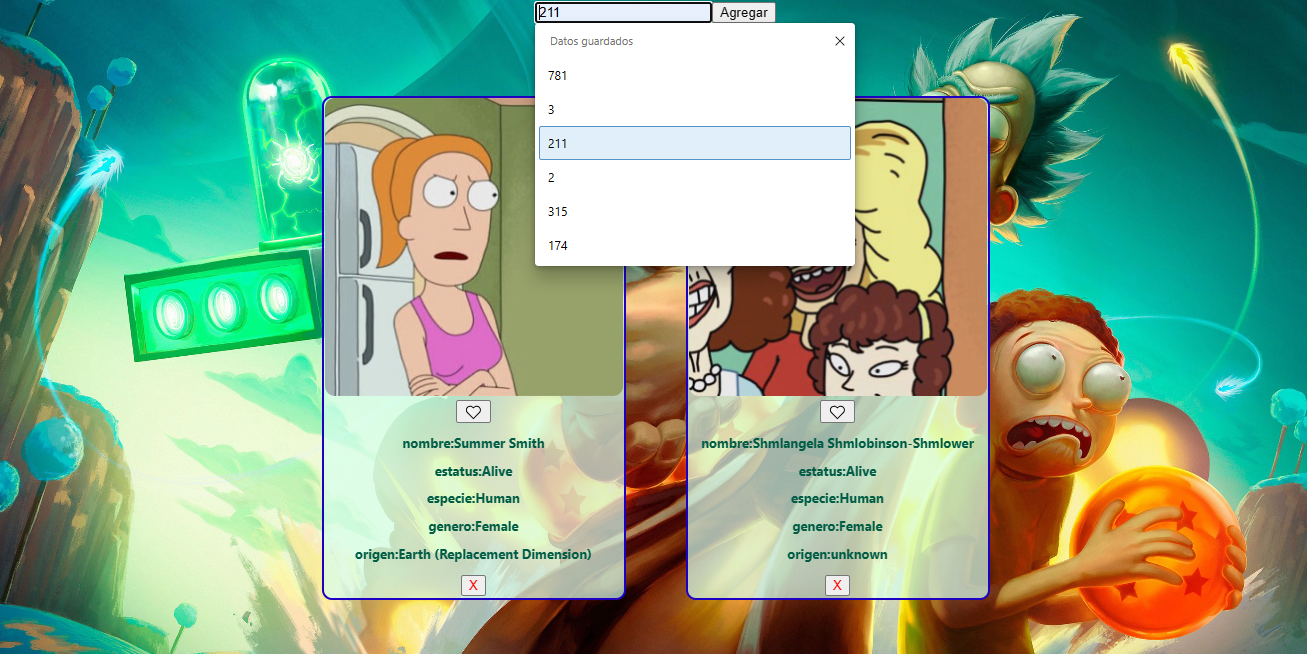 211
Agregar
Datos guardados
781
3
211
2
315
174
nombre:Summer Smith
estatus:Alive
especie:Human
genero:Female
origen:Earth (Replacement Dimension)
X
nombre:Shmlangela Shmlobinson-Shmlower
estatus:Alive
especie:Human
genero:Female
origen:unknown
X